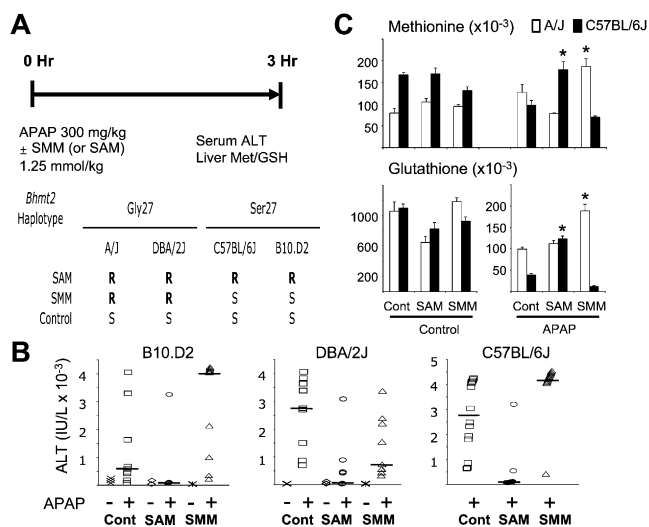 A
0 Hr 3 Hr
APAP 300 mg/kg
± SMM (or SAM)
1.25 mmol/kg
Serum ALT
Liver Met/GSH
Bhmt2
Haplotype
Gly27 Ser27
A/J DBA/2J C57BL/6J B10.D2
SAM R R R R
SMM R R S S
Control S S S S
C
Methionine (x10-3)
A/J C57BL/6J
200
150
100
50
* *
Glutathione (x10-3)
1000
600
200
200
150
100
50
* *
Cont SAM SMM Cont SAM SMM
Control APAP
B
B10.D2 DBA/2J C57BL/6J
ALT (IU/L x 10-3)
4
3
2
1
4
3
2
1
5
4
3
2
1
APAP - + - + - + - + - + - + + + +
Cont SAM SMM Cont SAM SMM Cont SAM SMM